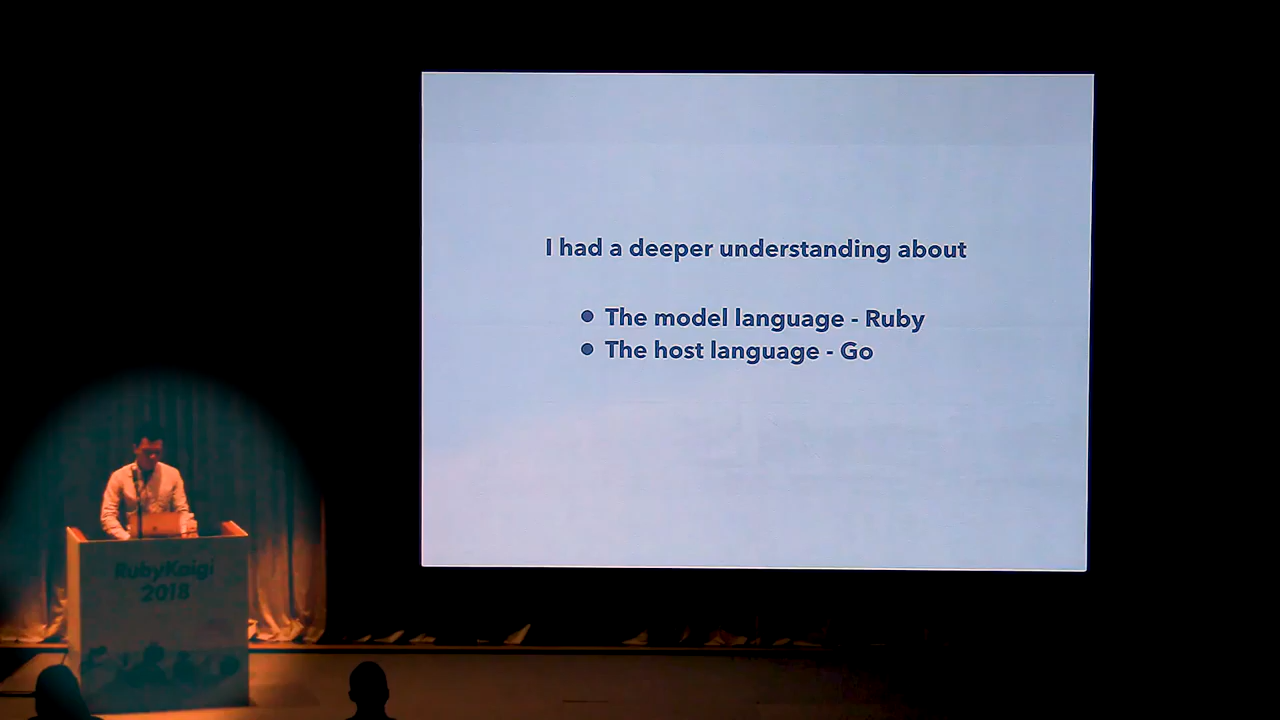 I had a deeper understanding about
● The model language - Ruby
● The host language - Go
RubyKaigi
2018